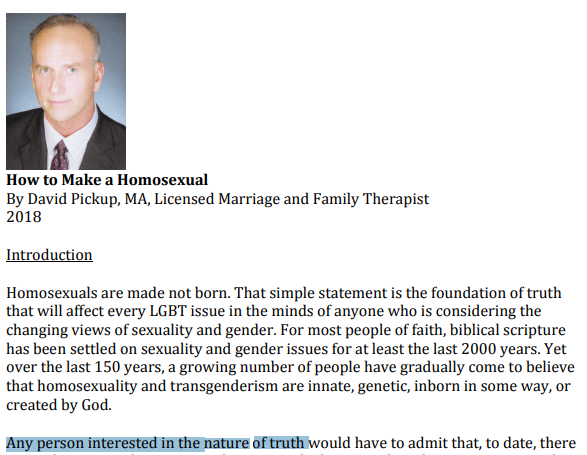 How to Make a Homosexual
By David Pickup, MA, Licensed Marriage and Family Therapist
2018
Introduction
Homosexuals are made not born. That simple statement is the foundation of truth
that will affect every LGBT issue in the minds of anyone who is considering the
changing views of sexuality and gender. For most people of faith, biblical scripture
has been settled on sexuality and gender issues for at least the last 2000 years. Yet
over the last 150 years, a growing number of people have gradually come to believe
that homosexuality and transgenderism are innate, genetic, inborn in some way, or
created by God.
Any person interested in the nature of truth would have to admit that, to date, there